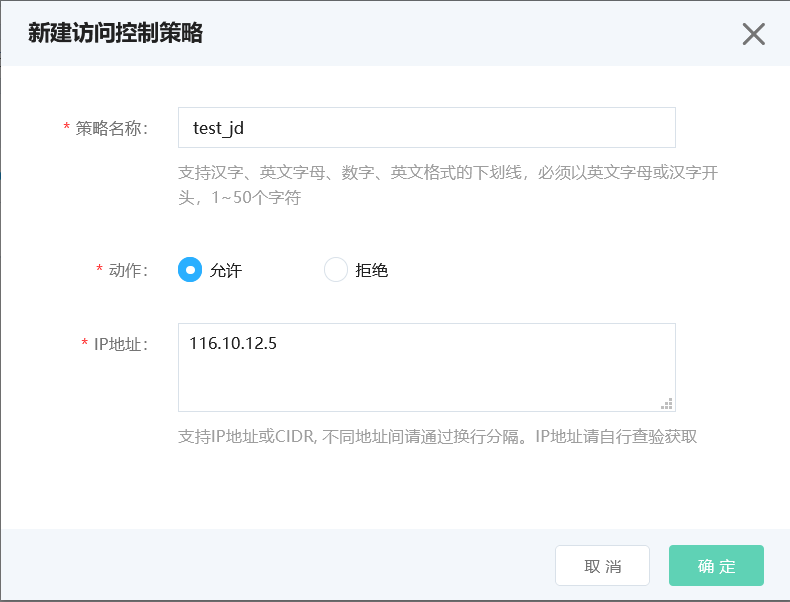 新建访问控制策略
* 策略名称：
test_jd
支持汉字、英文字母、数字、英文格式的下划线，必须以英文字母或汉字开
头，1~50个字符
* 动作：
允许
拒绝
* IP地址：
116.10.12.5
支持IP地址或CIDR, 不同地址间请通过换行分隔。IP地址请自行查验获取
取 消
确 定